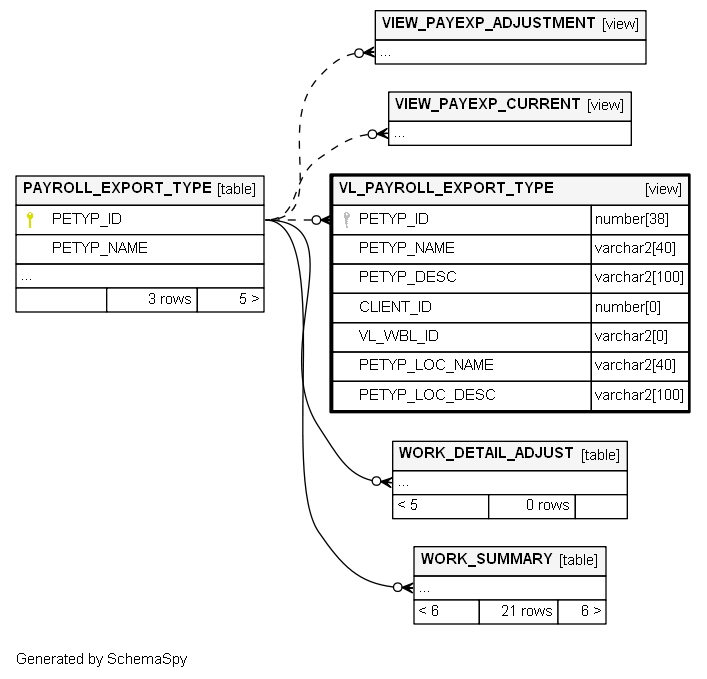 VIEW_PAYEXP_ADJUSTMENT [view]
...
VIEW_PAYEXP_CURRENT [view]
...
PAYROLL_EXPORT_TYPE [table]
PETYP_ID
PETYP_NAME
...
3 rows 5 >
VL_PAYROLL_EXPORT_TYPE [view]
PETYP_ID number[38]
PETYP_NAME varchar2[40]
PETYP_DESC varchar2[100]
CLIENT_ID number[0]
VL_WBL_ID varchar2[0]
PETYP_LOC_NAME varchar2[40]
PETYP_LOC_DESC varchar2[100]
WORK_DETAIL_ADJUST [table]
...
< 5 0 rows
WORK_SUMMARY [table]
...
< 6 21 rows 6 >
Generated by SchemaSpy